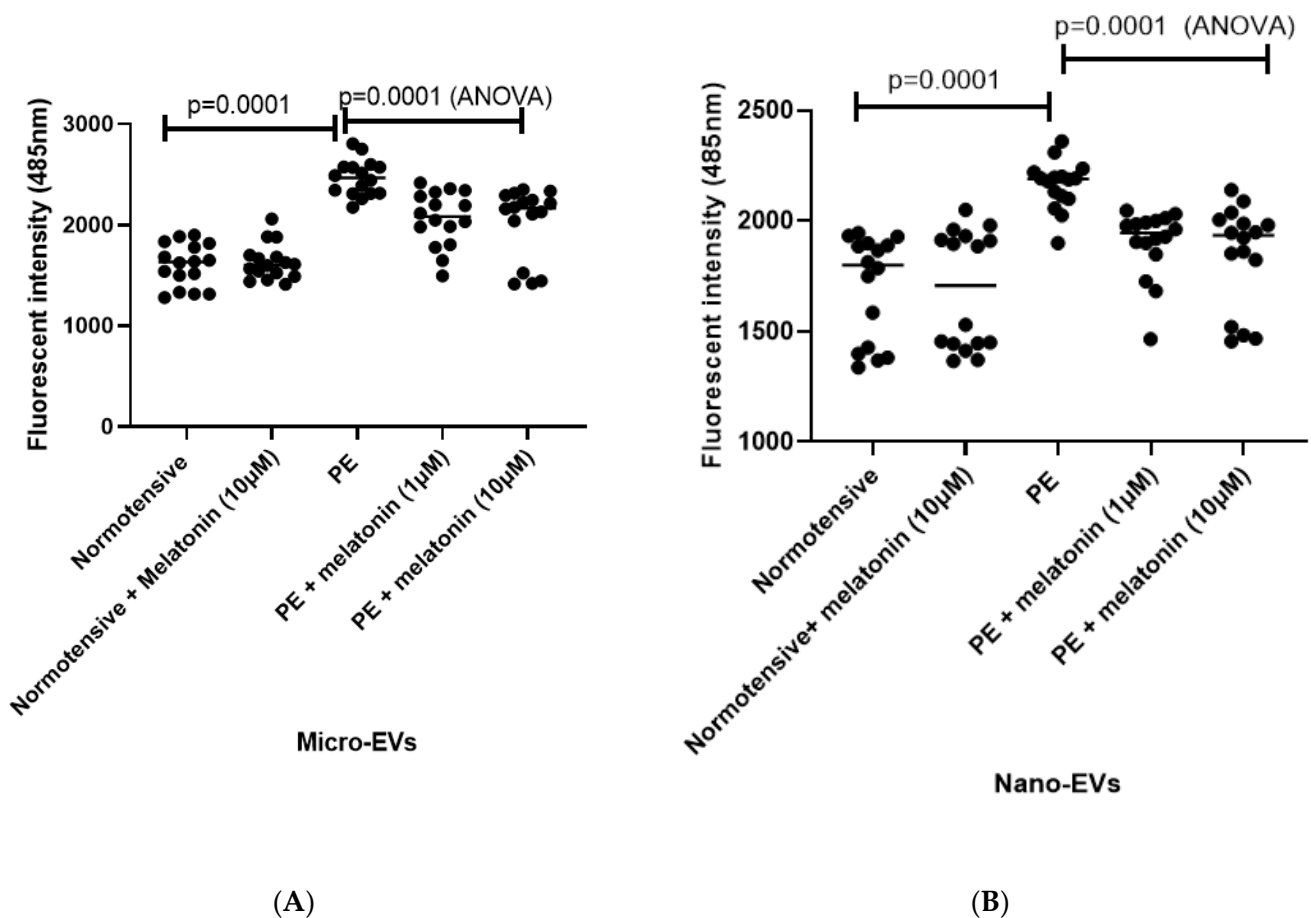 p=0.0001
p=0.0001 (ANOVA)
Fluorescent intensity (485nm)
3000
2000
1000
0
Normotensive
Normotensive + Melatonin (10µM)
PE
PE + melatonin (1µM)
PE + melatonin (10µM)
Micro-EVs
(A)
p=0.0001 (ANOVA)
p=0.0001
Fluorescent intensity (485nm)
2500
2000
1500
1000
Normotensive
Normotensive+ melatonin (10µM)
PE
PE + melatonin (1µM)
PE + melatonin (10µM)
Nano-EVs
(B)